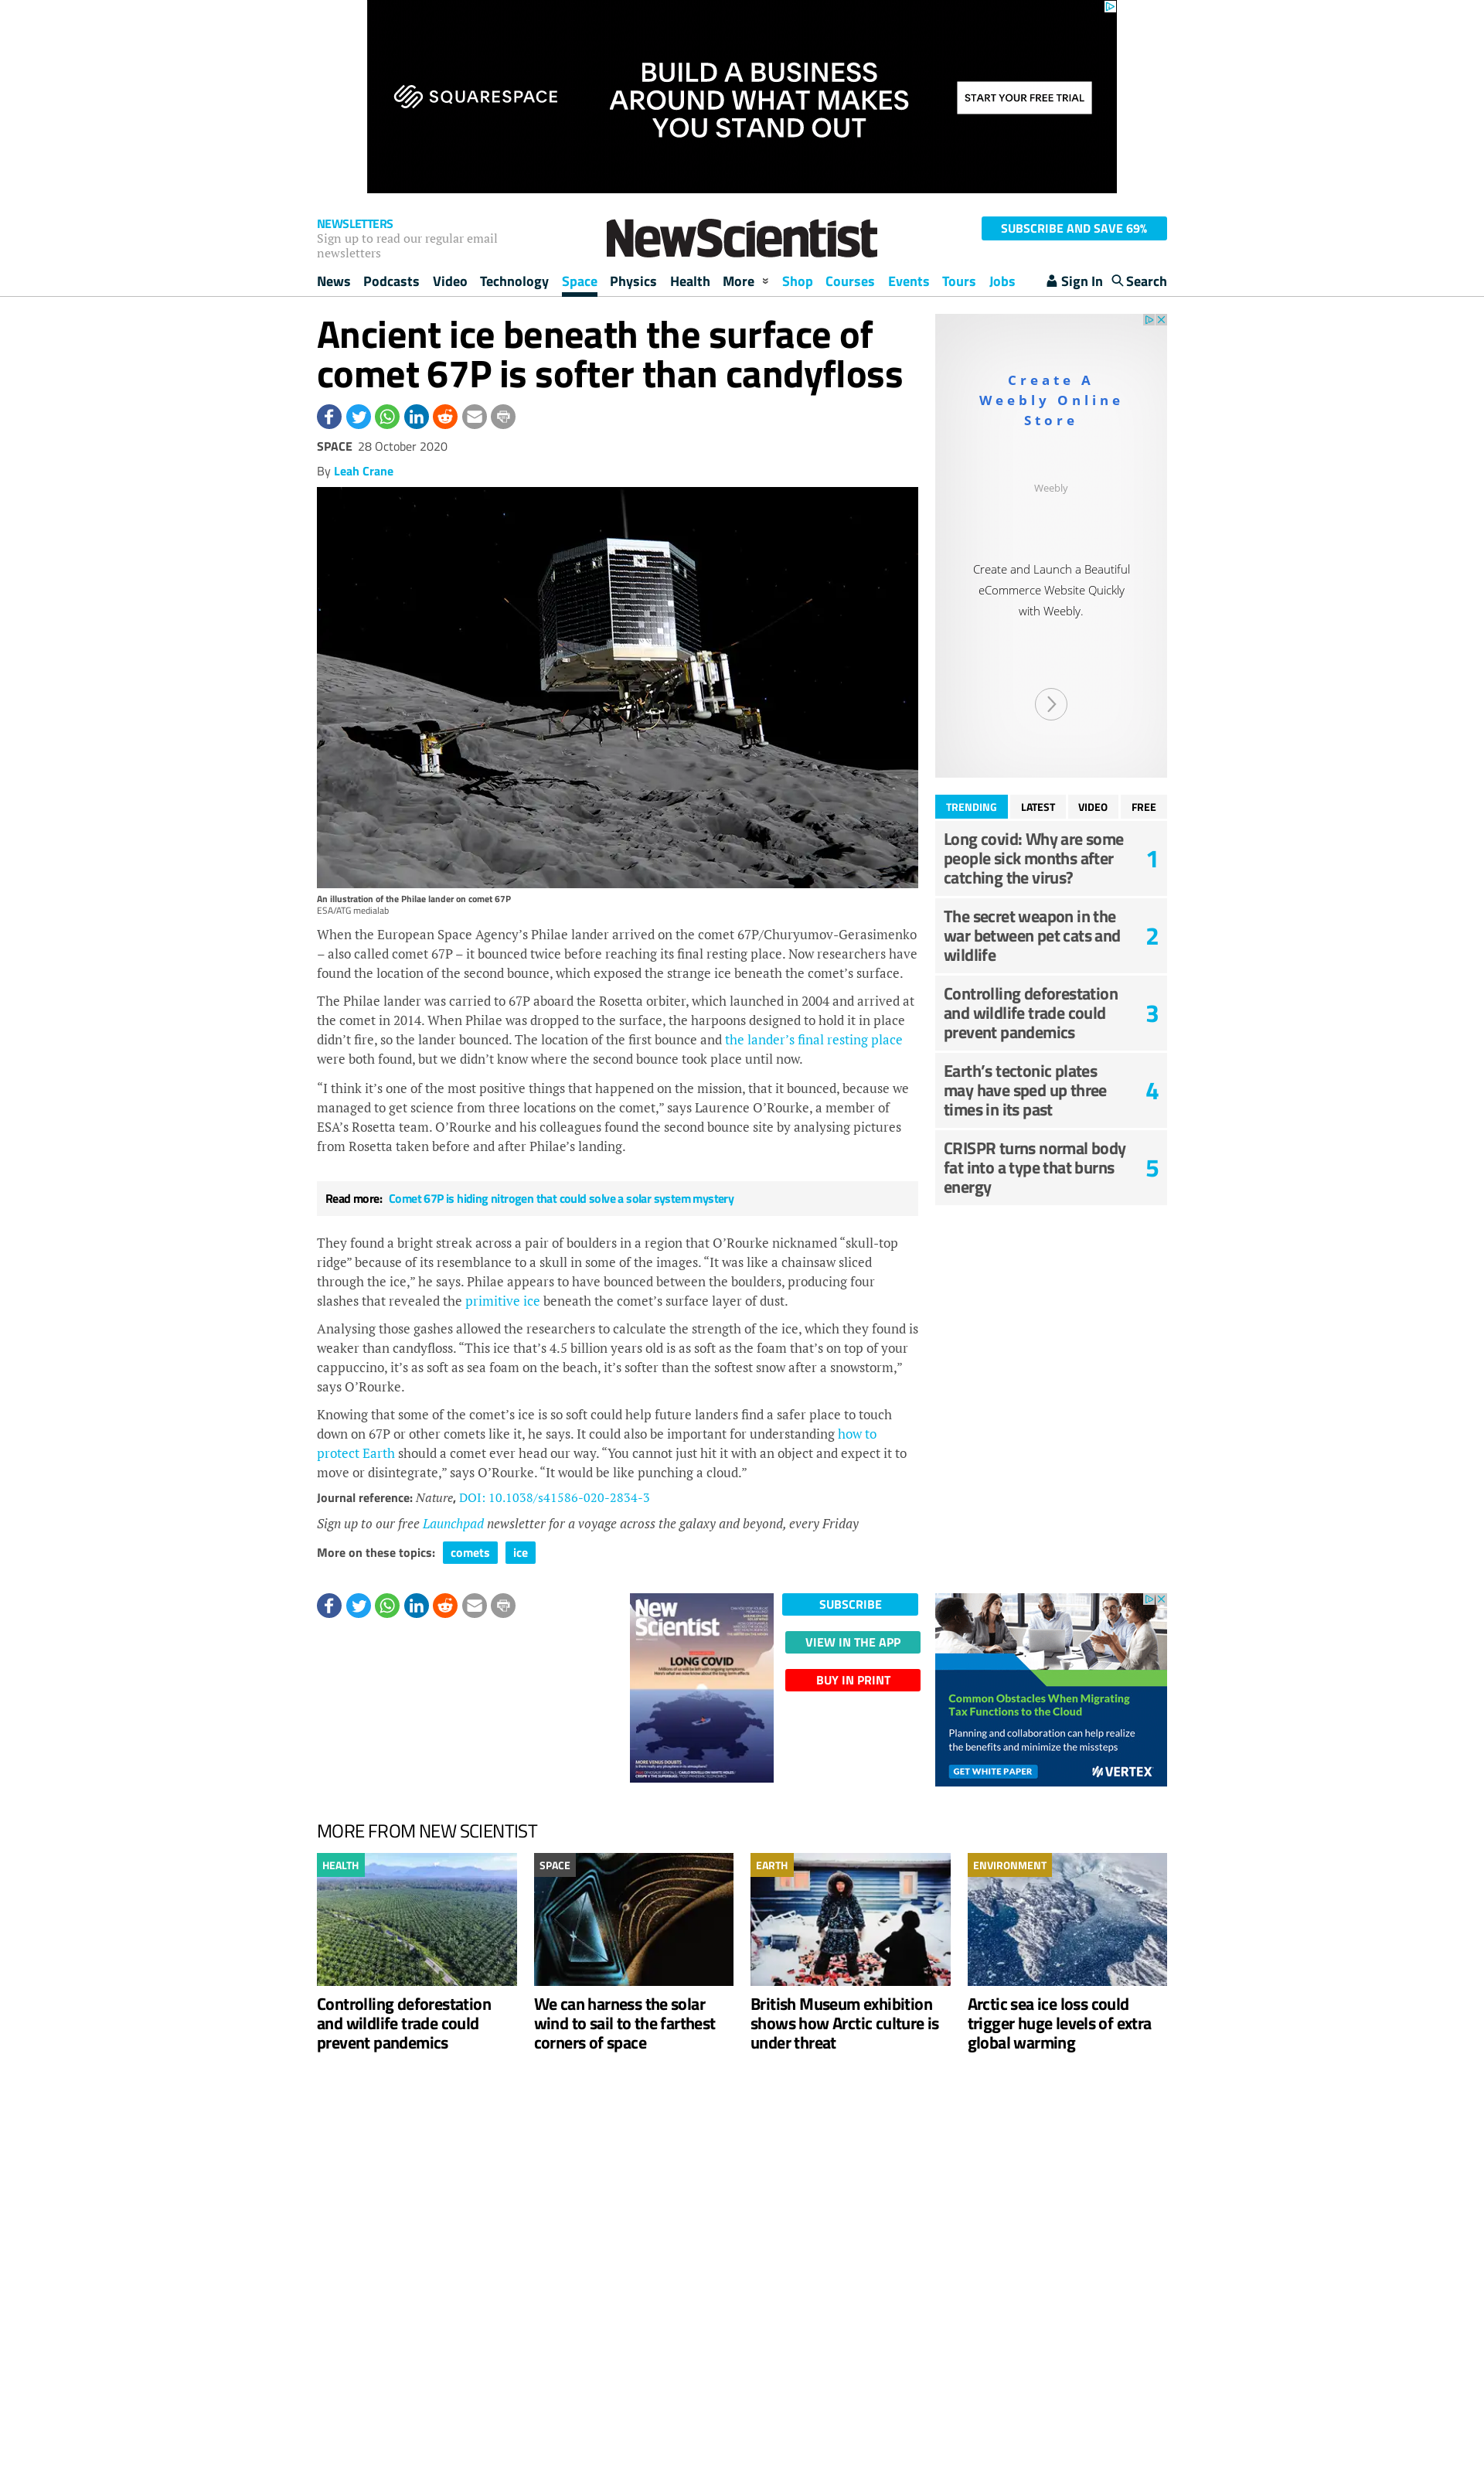 SQUARESPACE
BUILD A BUSINESS
AROUND WHAT MAKES
YOU STAND OUT
START YOUR FREE TRIAL
NEWSLETTERS
Sign up to read our regular email
newsletters
NewScientist
SUBSCRIBE AND SAVE 69%
News Podcasts Video Technology Space Physics Health More Shop Courses Events Tours Jobs Sign In Search
Ancient ice beneath the surface of
comet 67P is softer than candyfloss
SPACE 28 October 2020
By Leah Crane
An illustration of the Philae lander on comet 67P
ESA/ATG medialab
When the European Space Agency’s Philae lander arrived on the comet 67P/Churyumov-Gerasimenko
– also called comet 67P – it bounced twice before reaching its final resting place. Now researchers have
found the location of the second bounce, which exposed the strange ice beneath the comet’s surface.
The Philae lander was carried to 67P aboard the Rosetta orbiter, which launched in 2004 and arrived at
the comet in 2014. When Philae was dropped to the surface, the harpoons designed to hold it in place
didn’t fire, so the lander bounced. The location of the first bounce and the lander’s final resting place
were both found, but we didn’t know where the second bounce took place until now.
“I think it’s one of the most positive things that happened on the mission, that it bounced, because we
managed to get science from three locations on the comet,” says Laurence O’Rourke, a member of
ESA’s Rosetta team. O’Rourke and his colleagues found the second bounce site by analysing pictures
from Rosetta taken before and after Philae’s landing.
Read more: Comet 67P is hiding nitrogen that could solve a solar system mystery
They found a bright streak across a pair of boulders in a region that O’Rourke nicknamed “skull-top
ridge” because of its resemblance to a skull in some of the images. “It was like a chainsaw sliced
through the ice,” he says. Philae appears to have bounced between the boulders, producing four
slashes that revealed the primitive ice beneath the comet’s surface layer of dust.
Analysing those gashes allowed the researchers to calculate the strength of the ice, which they found is
weaker than candyfloss. “This ice that’s 4.5 billion years old is as soft as the foam that’s on top of your
cappuccino, it’s as soft as sea foam on the beach, it’s softer than the softest snow after a snowstorm,”
says O’Rourke.
Knowing that some of the comet’s ice is so soft could help future landers find a safer place to touch
down on 67P or other comets like it, he says. It could also be important for understanding how to
protect Earth should a comet ever head our way. “You cannot just hit it with an object and expect it to
move or disintegrate,” says O’Rourke. “It would be like punching a cloud.”
Journal reference: Nature, DOI: 10.1038/s41586-020-2834-3
Sign up to our free Launchpad newsletter for a voyage across the galaxy and beyond, every Friday
More on these topics: comets ice
Create A
Weebly Online
Store
Weebly
Create and Launch a Beautiful
eCommerce Website Quickly
with Weebly.
TRENDING LATEST VIDEO FREE
Long covid: Why are some
people sick months after
catching the virus?
1
The secret weapon in the
war between pet cats and
wildlife
2
Controlling deforestation
and wildlife trade could
prevent pandemics
3
Earth’s tectonic plates
may have sped up three
times in its past
4
CRISPR turns normal body
fat into a type that burns
energy
5
New
Scientist
LONG COVID
MORE VENUS DOUBTS
SUBSCRIBE
VIEW IN THE APP
BUY IN PRINT
Common Obstacles When Migrating
Tax Functions to the Cloud
Planning and collaboration can help realize
the benefits and minimize the missteps
GET WHITE PAPER
VERTEX
MORE FROM NEW SCIENTIST
HEALTH
Controlling deforestation
and wildlife trade could
prevent pandemics
SPACE
We can harness the solar
wind to sail to the farthest
corners of space
EARTH
British Museum exhibition
shows how Arctic culture is
under threat
ENVIRONMENT
Arctic sea ice loss could
trigger huge levels of extra
global warming